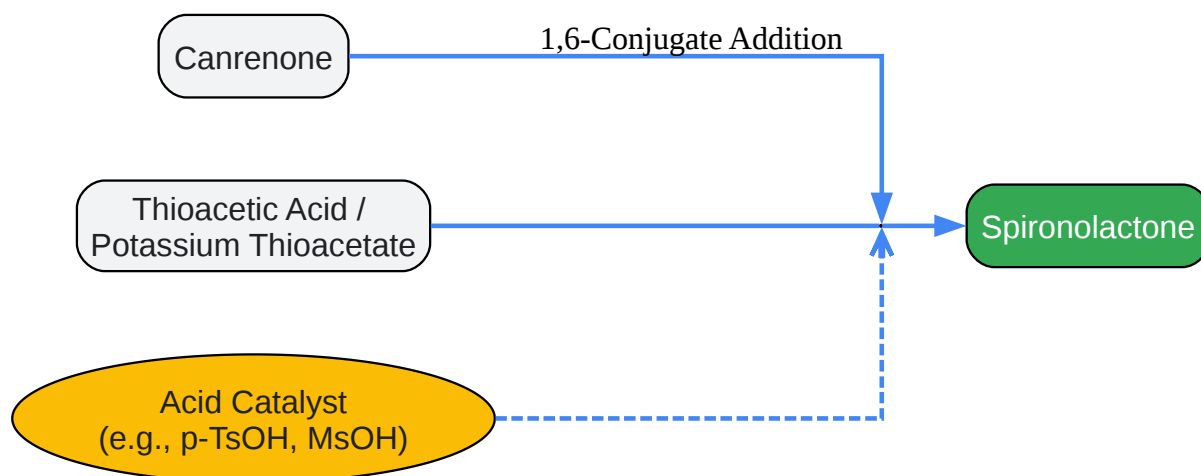 1,6-Conjugate Addition
Canrenone
Thioacetic Acid /
Potassium Thioacetate
Spironolactone
Acid Catalyst
(e.g., p-TsOH, MsOH)